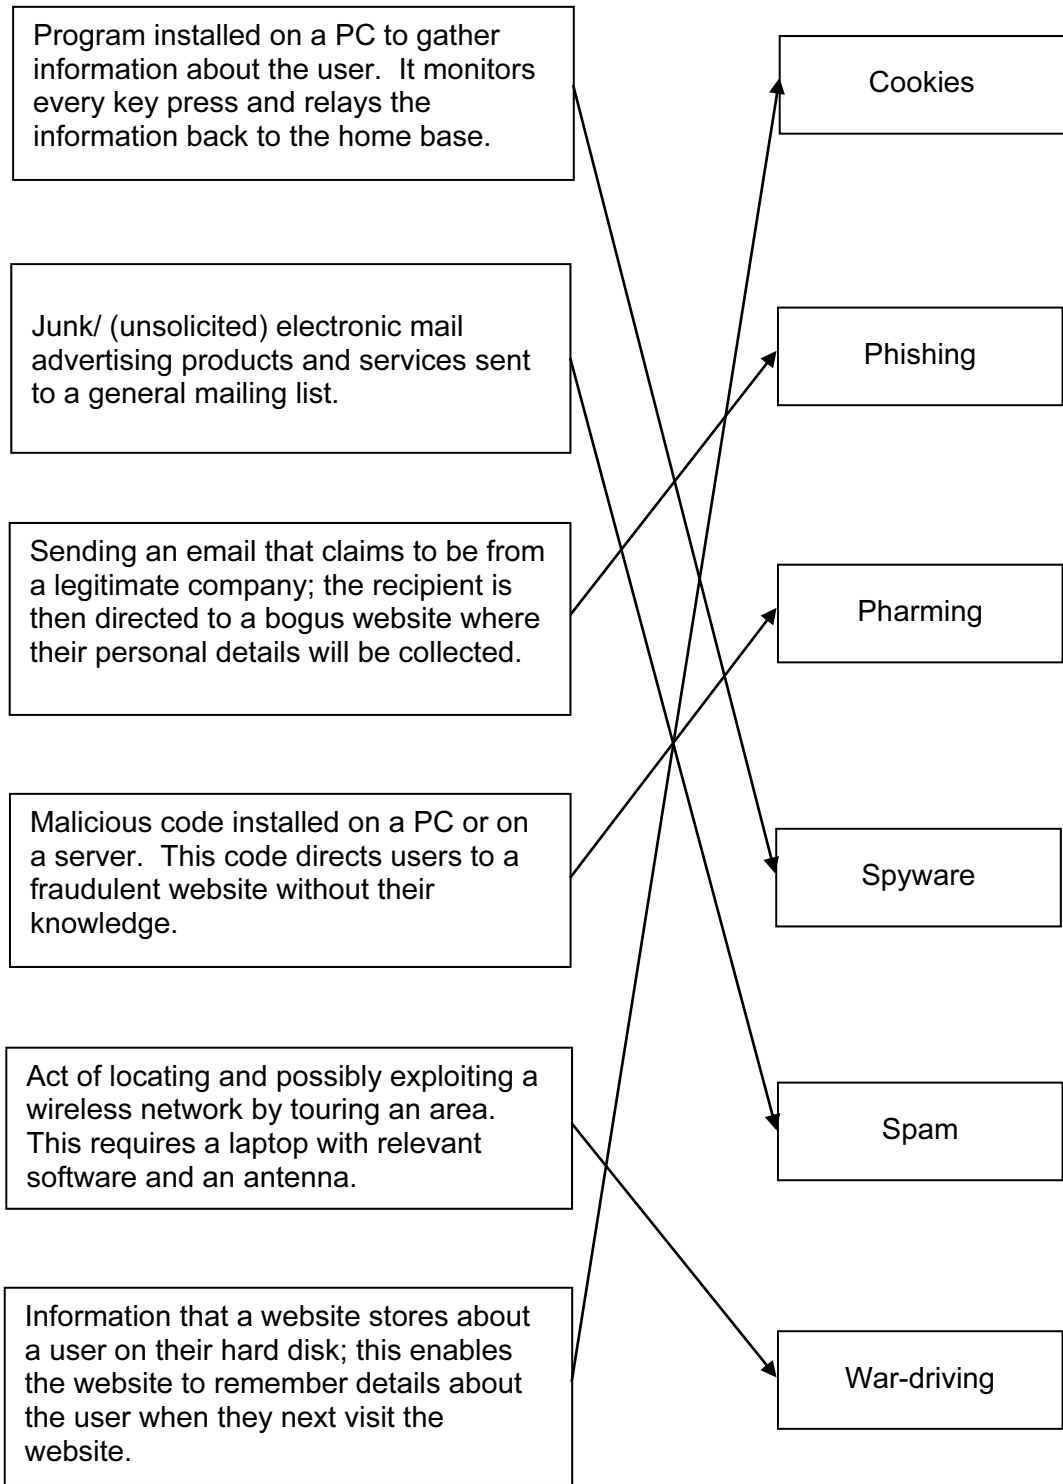 Program installed on a PC to gather
information about the user.  It monitors
every key press and relays the
information back to the home base.
Cookies
Junk/ (unsolicited) electronic mail
advertising products and services sent
to a general mailing list.
Phishing
Sending an email that claims to be from
a legitimate company; the recipient is
then directed to a bogus website where
their personal details will be collected.
Pharming
Malicious code installed on a PC or on
a server.  This code directs users to a
fraudulent website without their
knowledge.
Spyware
Act of locating and possibly exploiting a
wireless network by touring an area.
This requires a laptop with relevant
software and an antenna.
Spam
Information that a website stores about
a user on their hard disk; this enables
the website to remember details about
the user when they next visit the
website.
War-driving